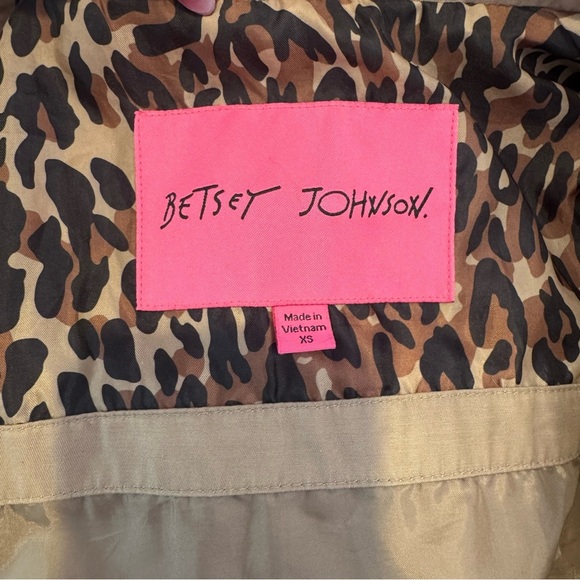 BETSEY JOHNSON.
Made in
Vietnam
XS